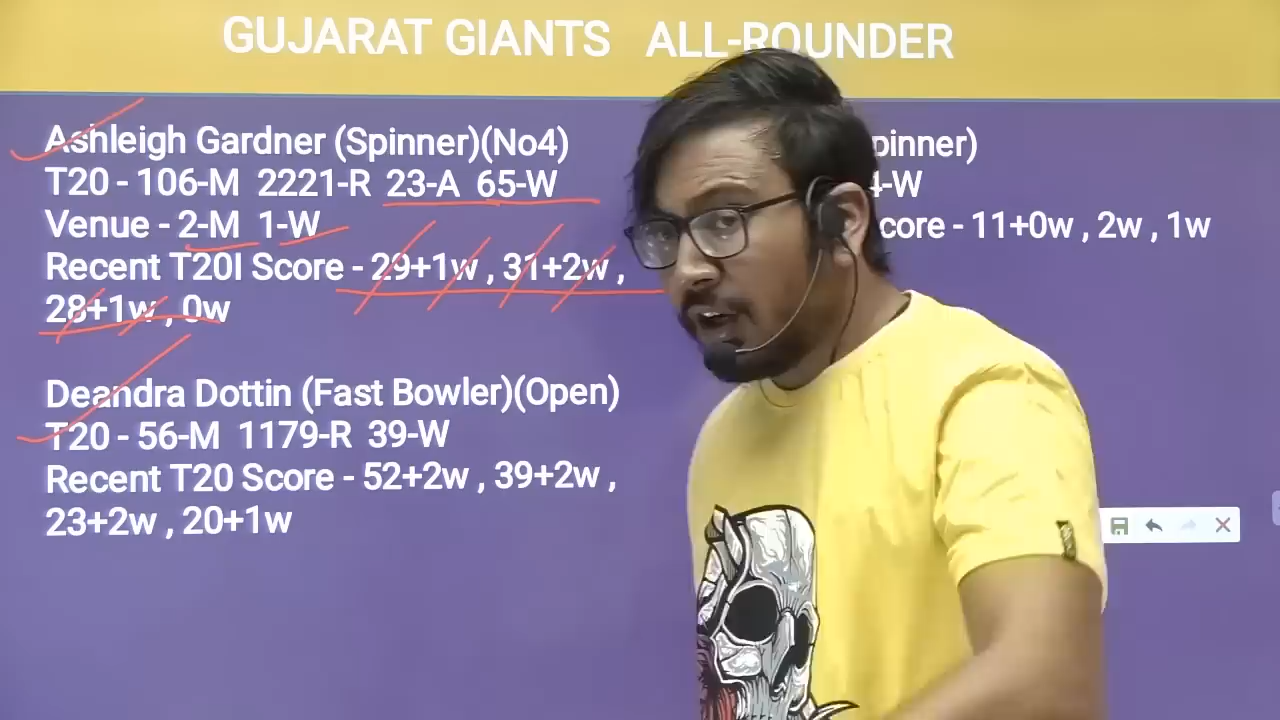 GUJARAT GIANTS ALL-ROUNDER
Ashleigh Gardner (Spinner)(No4)
T20 - 106-M 2221-R 23-A 65-W
Venue - 2-M 1-W
Recent T20I Score - 29+1w , 31+2w ,
28+1w , 0w
Deandra Dottin (Fast Bowler)(Open)
T20 - 56-M 1179-R 39-W
Recent T20 Score - 52+2w , 39+2w ,
23+2w , 20+1w
pinner)
4-W
core - 11+0w , 2w , 1w